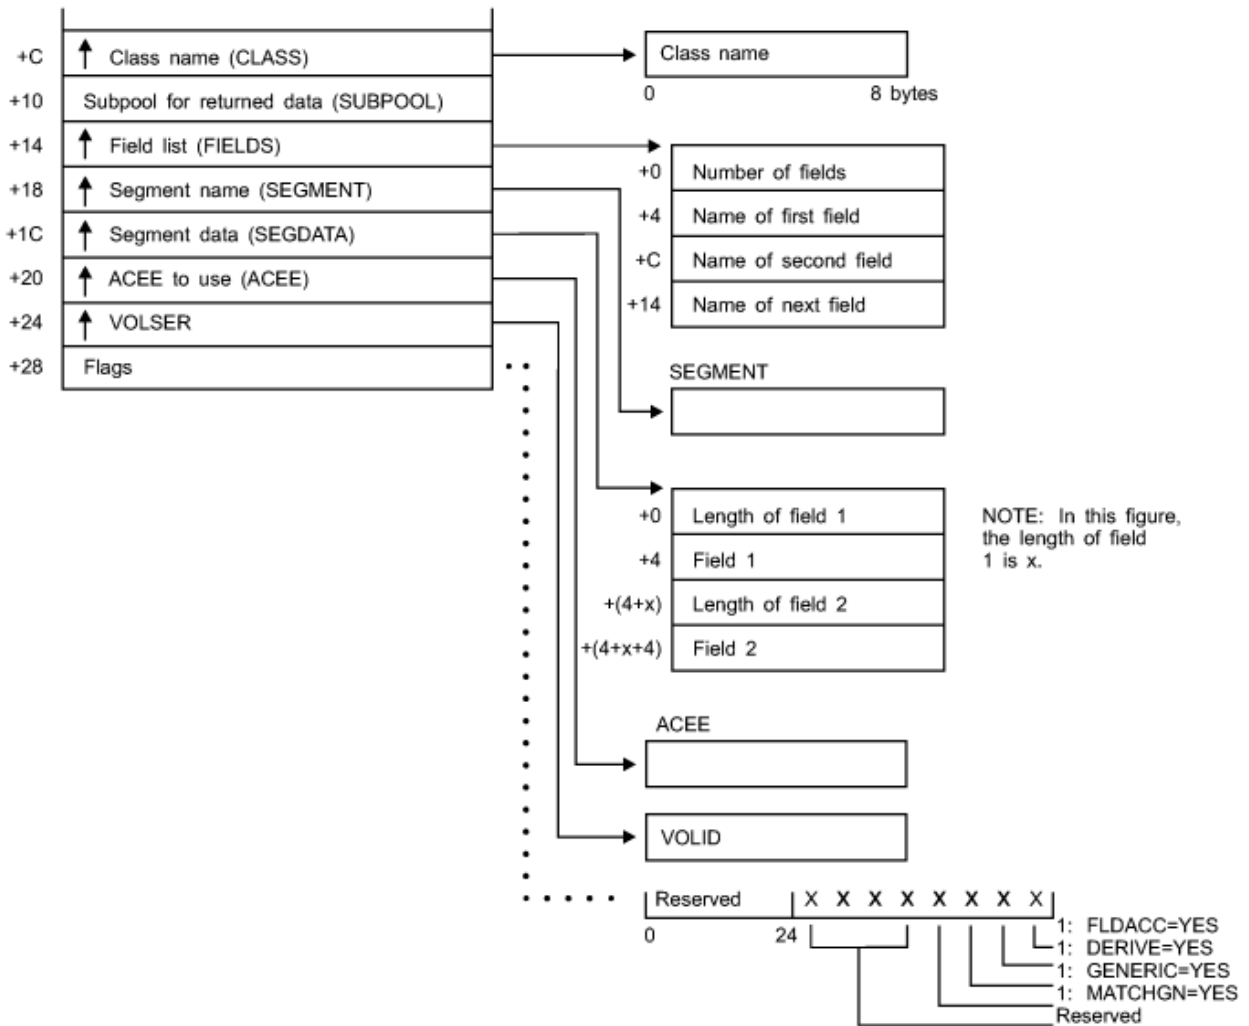 +C Class name (CLASS)
Class name
0 8 bytes
+10 Subpool for returned data (SUBPOOL)
+14 Field list (FIELDS)
+0 Number of fields
+18 Segment name (SEGMENT)
+4 Name of first field
+1C Segment data (SEGDATA)
+C Name of second field
+20 ACEE to use (ACEE)
+14 Name of next field
+24 VOLSER
+28 Flags
SEGMENT
+0 Length of field 1
+4 Field 1
+(4+x) Length of field 2
+(4+x+4) Field 2
NOTE: In this figure,
the length of field
1 is x.
ACEE
VOLID
Reserved X X X X X X X X
0 24
1: FLDACC=YES
1: DERIVE=YES
1: GENERIC=YES
1: MATCHGN=YES
Reserved